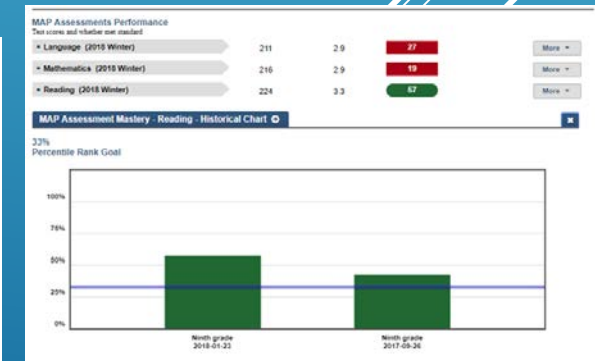 MAP Assessments Performance
Test scores and whether met standard
Language (2018 Winter) 211 2.9 27 More
Mathematics (2018 Winter) 216 2.9 19 More
Reading (2018 Winter) 224 3.3 57 More
MAP Assessment Mastery - Reading - Historical Chart
33%
Percentile Rank Goal
100%
75%
50%
25%
0%
Ninth grade
2018-01-23
Ninth grade
2017-09-26